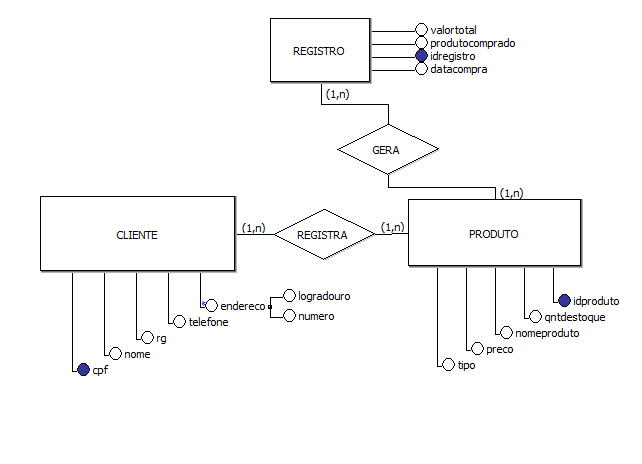 REGISTRO
valortotal
produtocomprado
idregistro
datacompra
(1,n)
GERA
(1,n)
CLIENTE
(1,n)
REGISTRA
(1,n)
PRODUTO
endereco
logradouro
numero
telefone
rg
nome
cpf
idproduto
qntdestoque
nomeproduto
preco
tipo